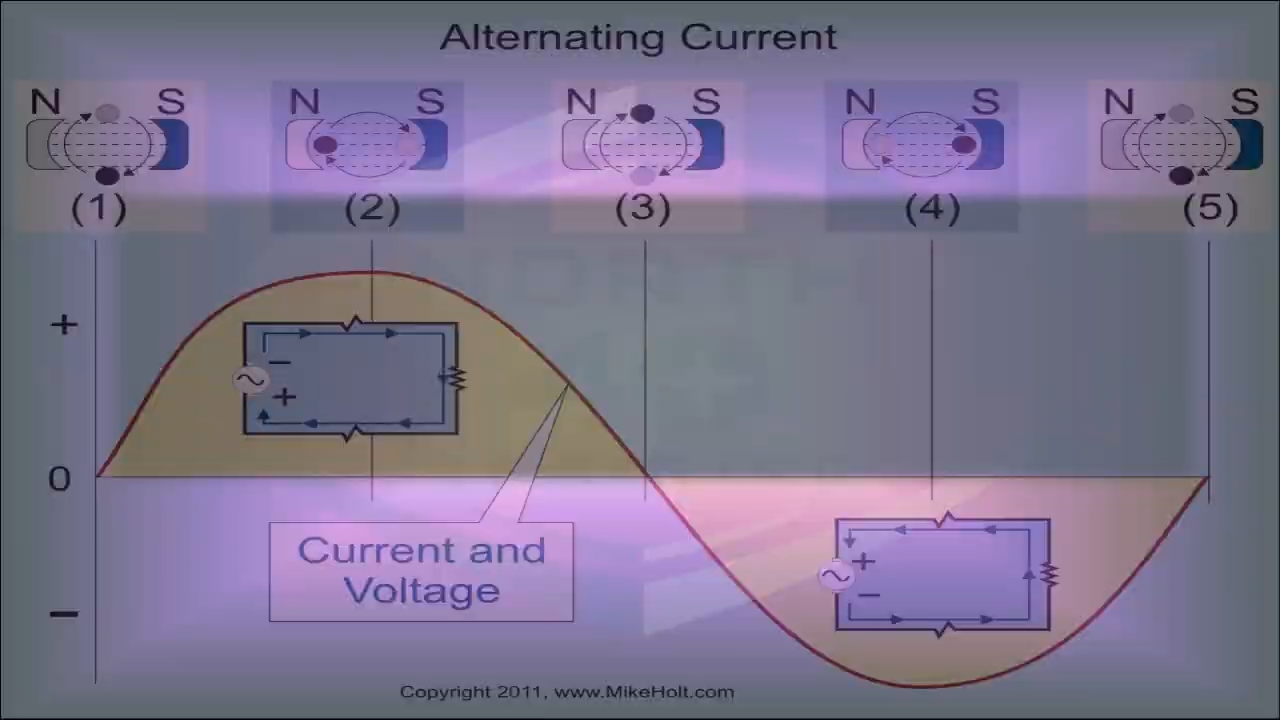 Alternating Current
N S N S N S N S N S
(1) (2) (3) (4) (5)
+
−
+
0
Current and
Voltage
+
−
−
Copyright 2011, www.MikeHolt.com